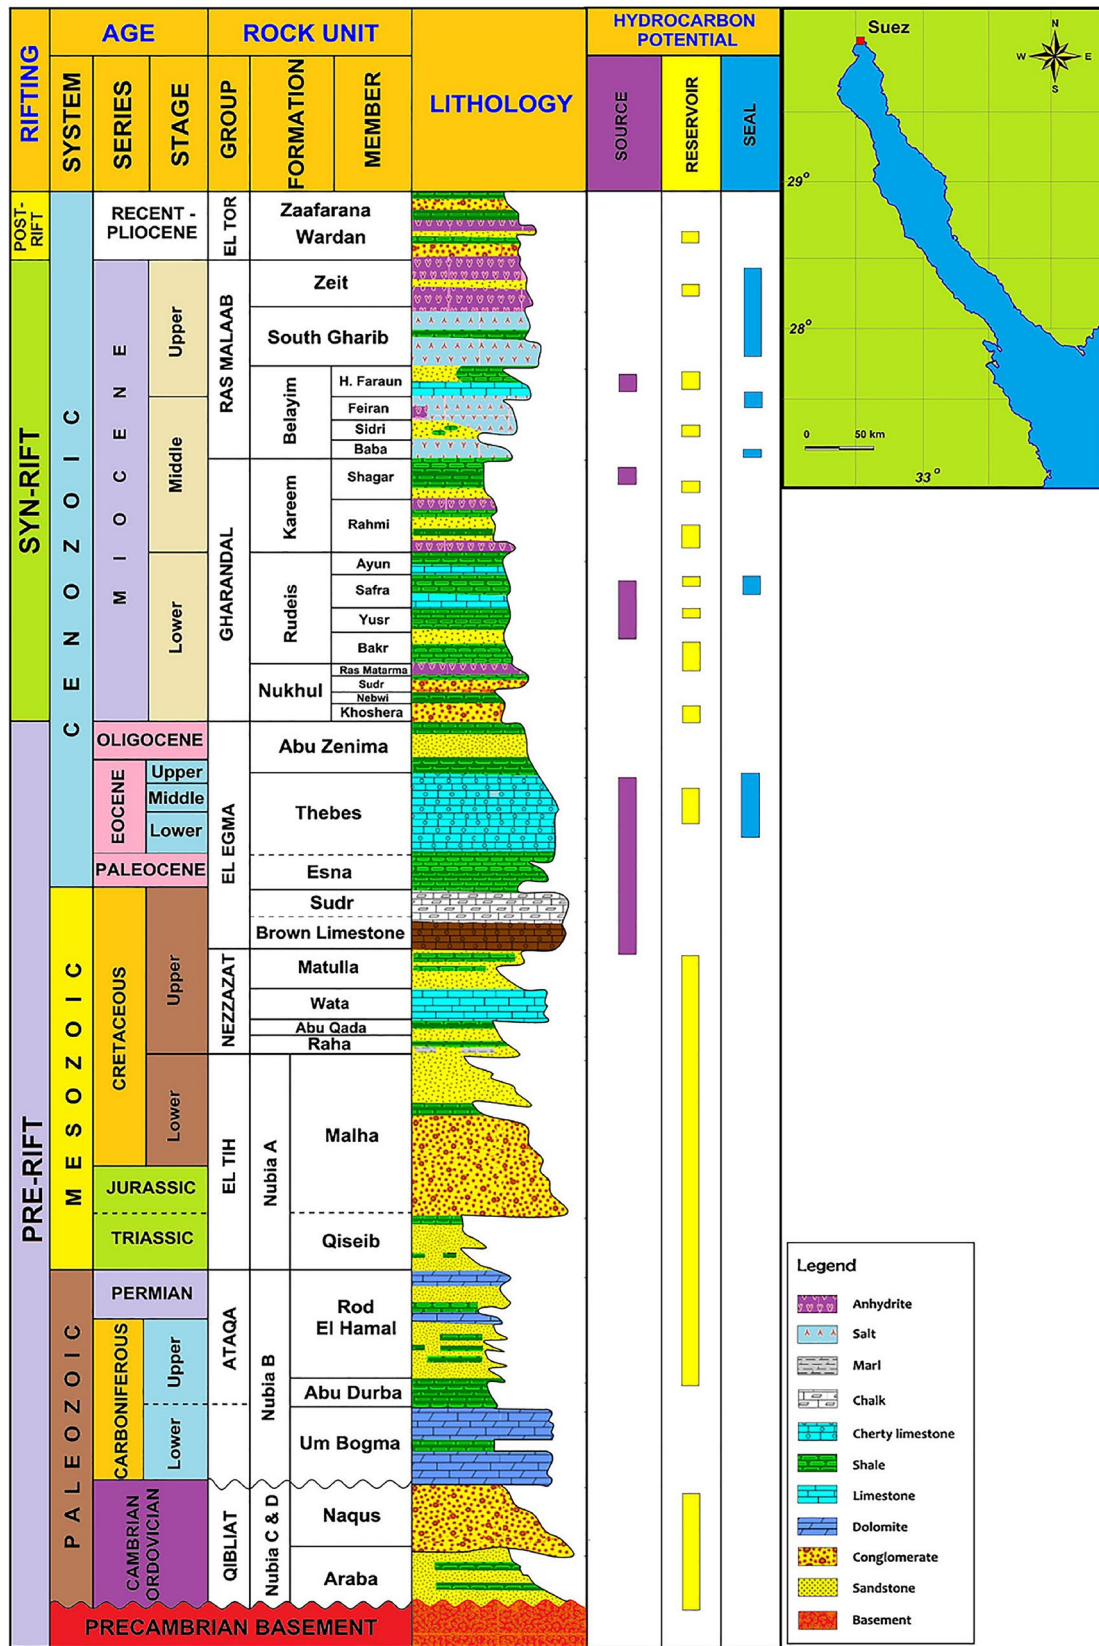 RIFTING
AGE
SYSTEM
SERIES
STAGE
ROCK UNIT
GROUP
FORMATION
MEMBER
LITHOLOGY
HYDROCARBON
POTENTIAL
SOURCE
RESERVOIR
SEAL
POST-
RIFT
SYN-RIFT
PRE-RIFT
CENOZOIC
MESOZOIC
PALEOZOIC
RECENT -
PLIOCENE
MIOCENE
Upper
Middle
Lower
OLIGOCENE
EOCENE
Upper
Middle
Lower
PALEOCENE
CRETACEOUS
Upper
Lower
JURASSIC
TRIASSIC
PERMIAN
CARBONIFEROUS
Upper
Lower
CAMBRIAN
ORDOVICIAN
PRECAMBRIAN BASEMENT
EL TOR
RAS MALAAB
GHARANDAL
EL EGMA
NEZZAZAT
EL TIH
ATAQA
QIBLIAT
Zaafarana
Wardan
Zeit
South Gharib
Belayim
H. Faraun
Feiran
Sidri
Baba
Kareem
Shagar
Rahmi
Rudeis
Ayun
Safra
Yusr
Bakr
Nukhul
Ras Matarma
Sudr
Nebwi
Khoshera
Abu Zenima
Thebes
Esna
Sudr
Brown Limestone
Matulla
Wata
Abu Qada
Raha
Nubia A
Malha
Qiseib
Nubia B
Rod
El Hamal
Abu Durba
Um Bogma
Nubia C & D
Naqus
Araba
Suez
N
W
E
S
29°
28°
33°
0
50 km
Legend
Anhydrite
Salt
Marl
Chalk
Cherty limestone
Shale
Limestone
Dolomite
Conglomerate
Sandstone
Basement